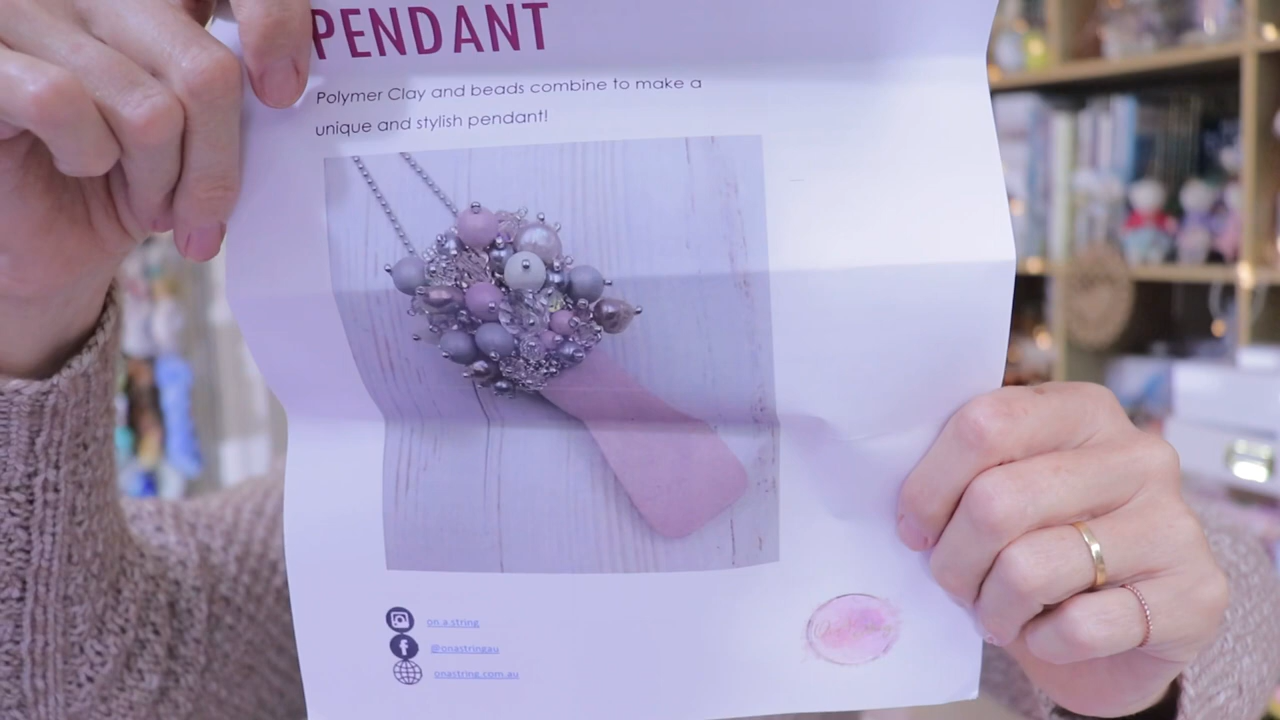 PENDANT
Polymer Clay and beads combine to make a
unique and stylish pendant!
on.a.string
@onastringau
onastring.com.au